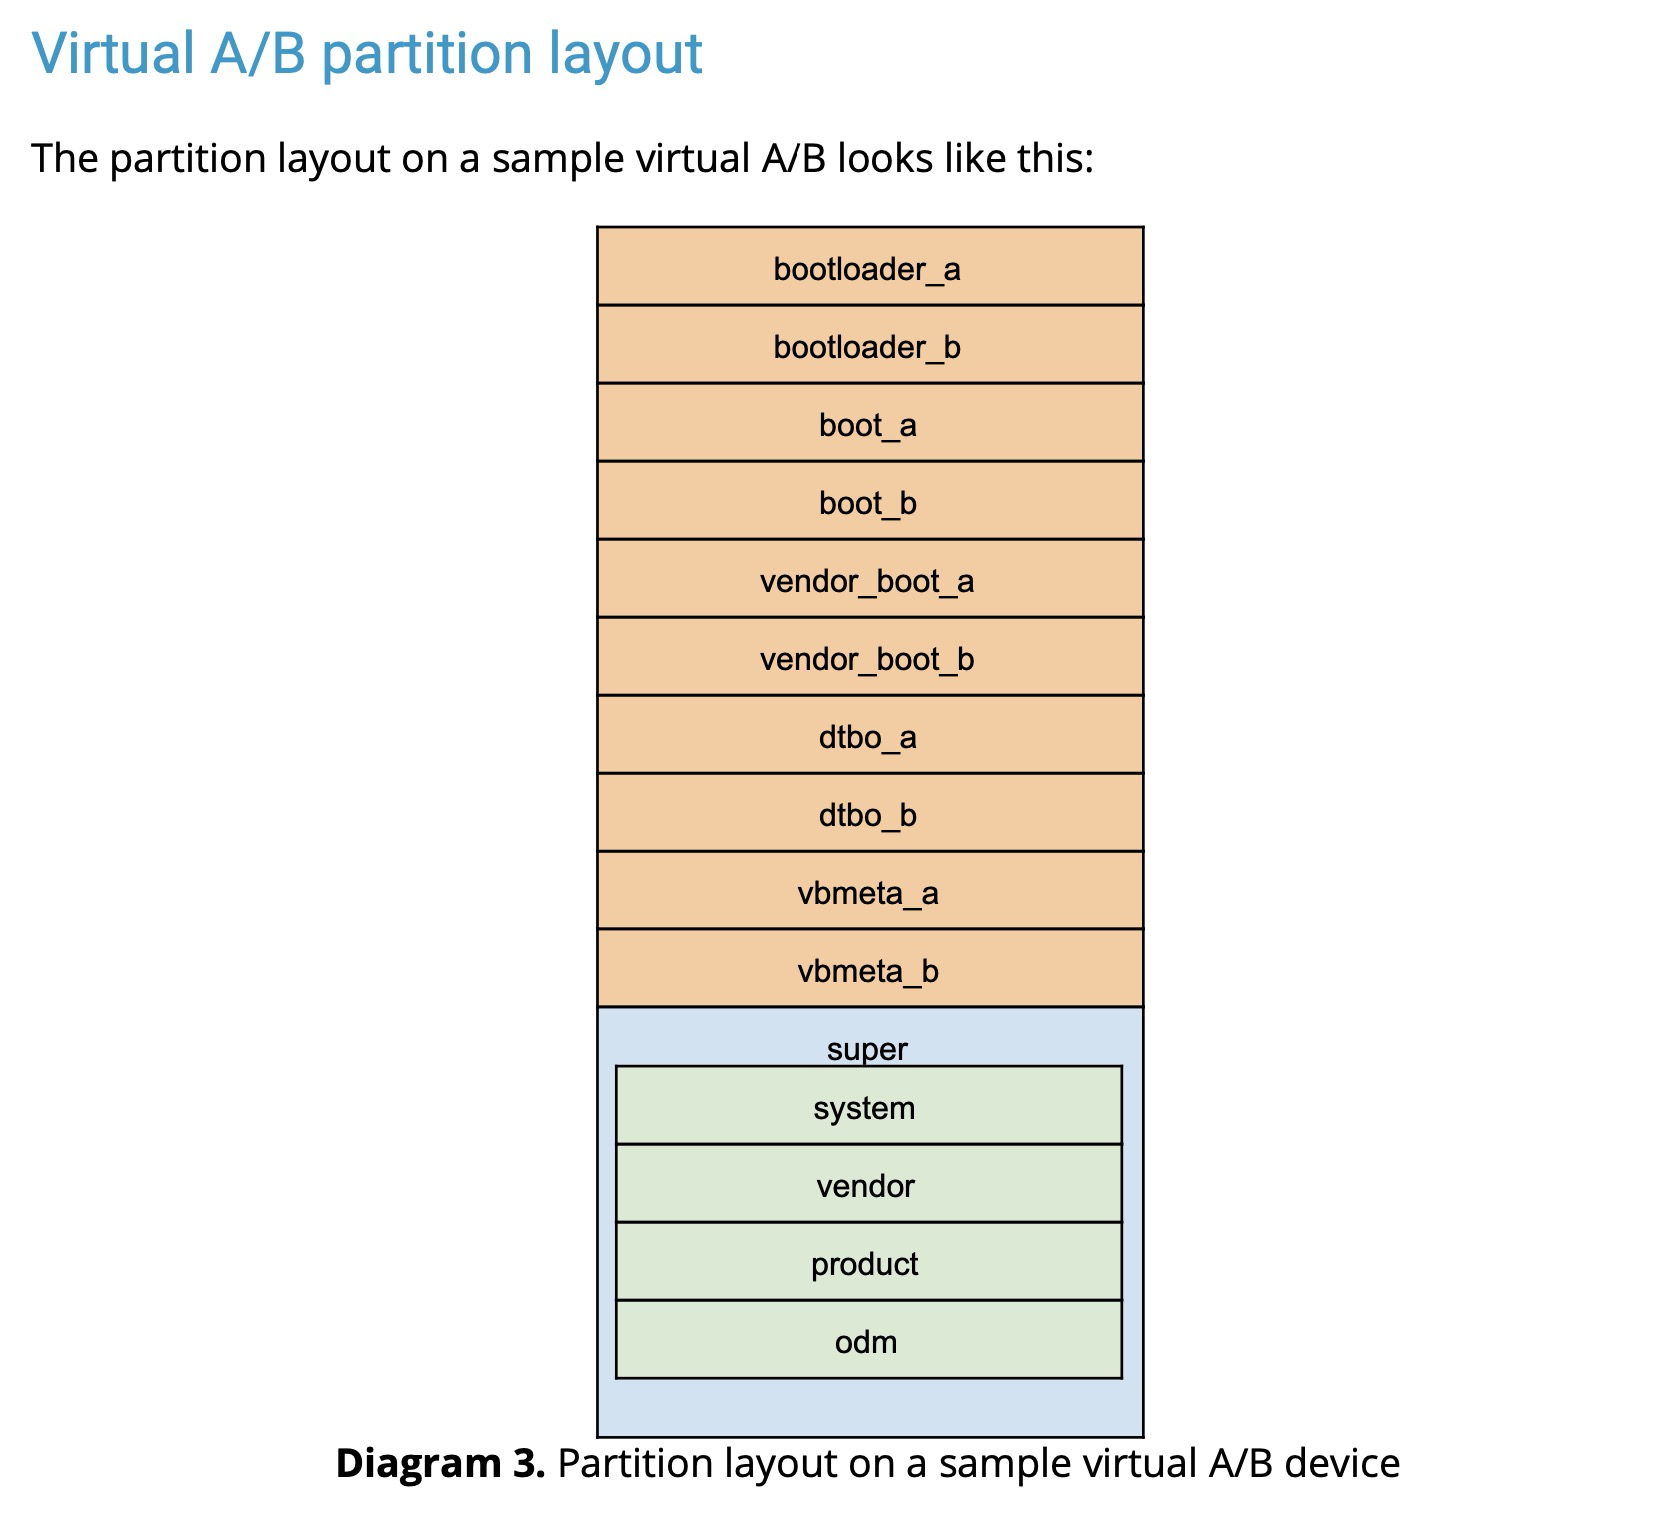 Virtual A/B partition layout
The partition layout on a sample virtual A/B looks like this:
bootloader_a
bootloader_b
boot_a
boot_b
vendor_boot_a
vendor_boot_b
dtbo_a
dtbo_b
vbmeta_a
vbmeta_b
super
system
vendor
product
odm
Diagram 3. Partition layout on a sample virtual A/B device